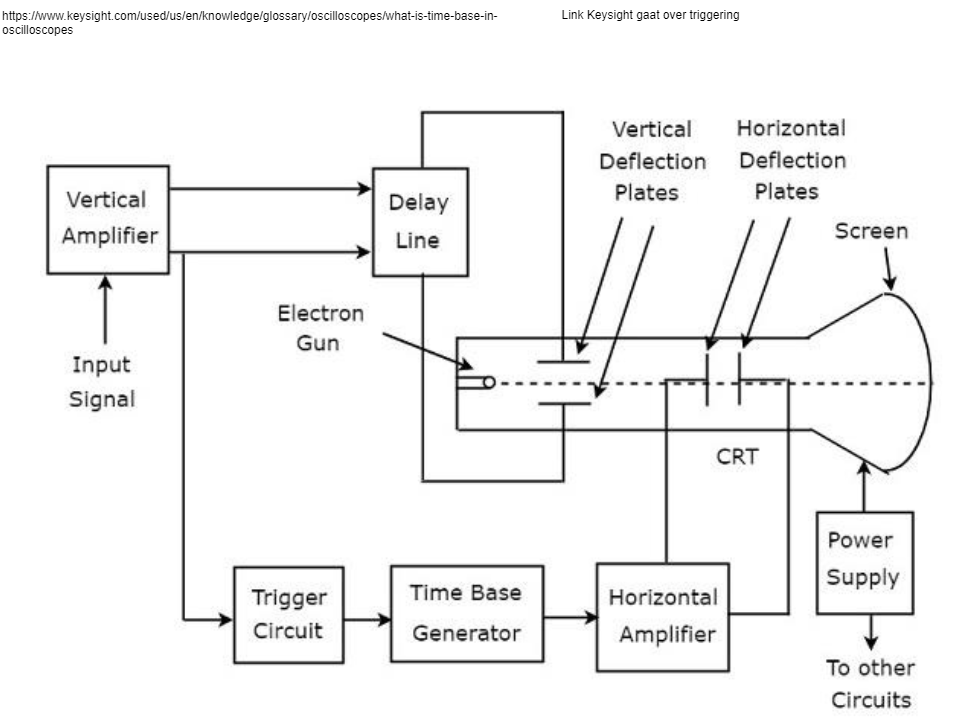 https://www.keysight.com/used/us/en/knowledge/glossary/oscilloscopes/what-is-time-base-in-
oscilloscopes
Link Keysight gaat over triggering
Vertical
Deflection
Plates
Horizontal
Deflection
Plates
Vertical
Amplifier
Delay
Line
Screen
Electron
Gun
Input
Signal
CRT
Power
Supply
Trigger
Circuit
Time Base
Generator
Horizontal
Amplifier
To other
Circuits